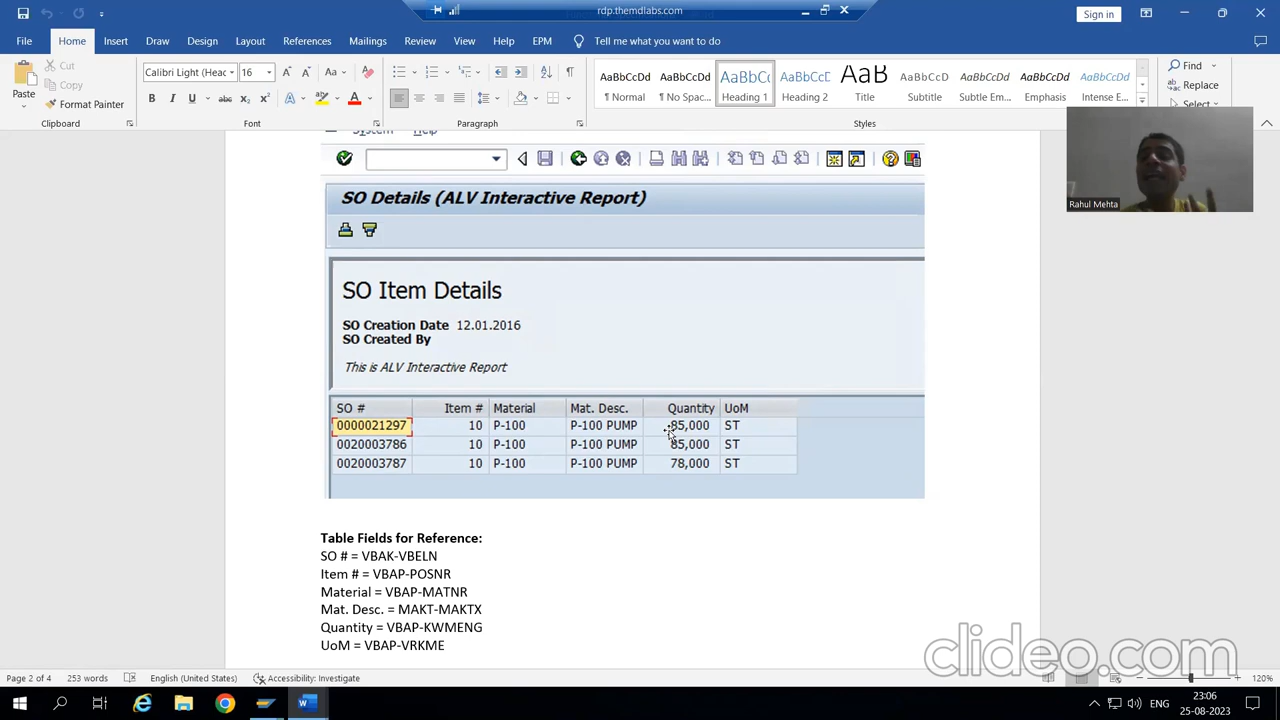 rdp.themdlabs.com
Sign in
File Home Insert Draw Design Layout References Mailings Review View Help EPM Tell me what you want to do
Paste
Cut
Copy
Format Painter
Clipboard
Calibri Light (Heac 16
Font
Paragraph
AaBbCcDd AaBbCcDd AaBbCc AaBbCcD AaB AaBbCcD AaBbCcDd AaBbCcDd AaBbCcDd
¶ Normal ¶ No Spac... Heading 1 Heading 2 Title Subtitle Subtle Em... Emphasis Intense E...
Styles
Find
Replace
Select
Rahul Mehta
System Help
SO Details (ALV Interactive Report)
SO Item Details
SO Creation Date 12.01.2016
SO Created By
This is ALV Interactive Report
SO # Item # Material Mat. Desc. Quantity UoM
0000021297 10 P-100 P-100 PUMP 85,000 ST
0020003786 10 P-100 P-100 PUMP 85,000 ST
0020003787 10 P-100 P-100 PUMP 78,000 ST
Table Fields for Reference:
SO # = VBAK-VBELN
Item # = VBAP-POSNR
Material = VBAP-MATNR
Mat. Desc. = MAKT-MAKTX
Quantity = VBAP-KWMENG
UoM = VBAP-VRKME
clideo.com
Page 2 of 4 253 words English (United States) Accessibility: Investigate 120%
ENG 23:06
25-08-2023